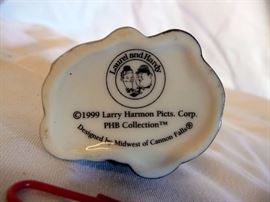 Laurel and Hardy
©1999 Larry Harmon Picts. Corp.
PHB Collection™
Designed by Midwest of Cannon Falls®